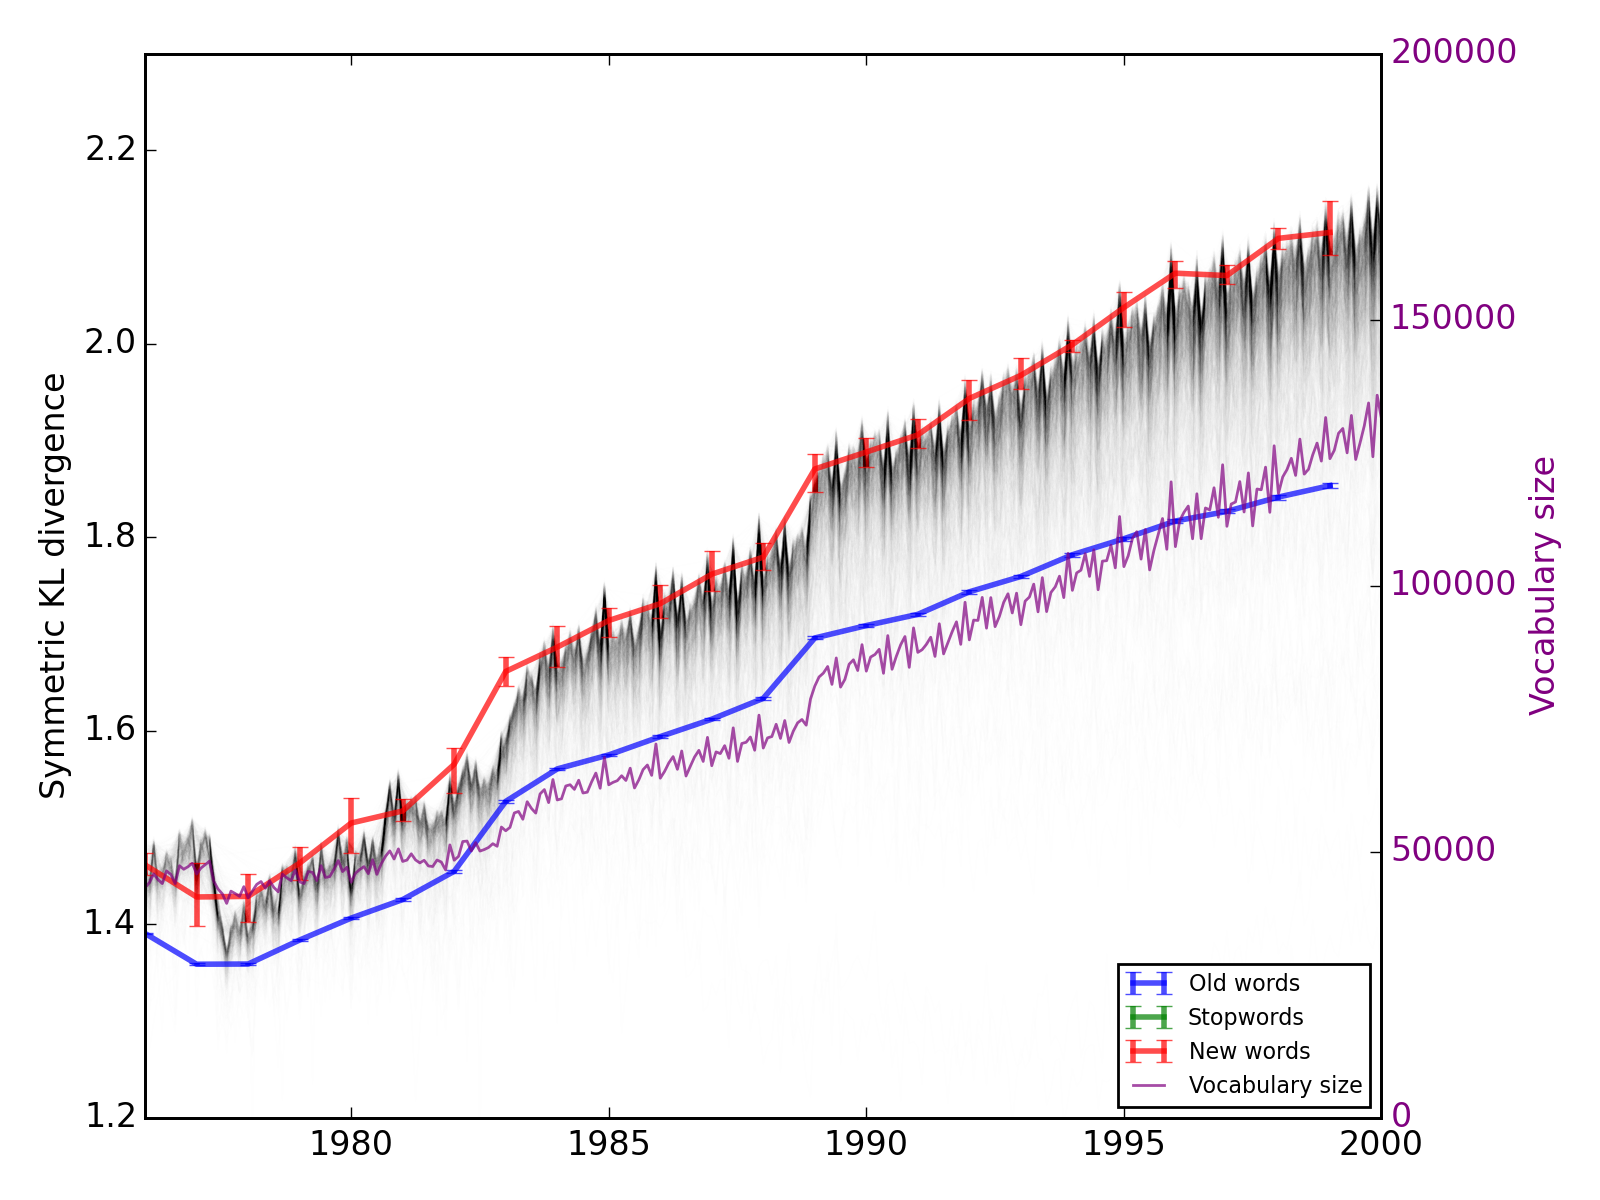 200000
2.2
150000
2.0
Symmetric KL divergence
Vocabulary size
1.8
100000
1.6
50000
1.4
Old words
Stopwords
New words
Vocabulary size
1.2
0
1980
1985
1990
1995
2000